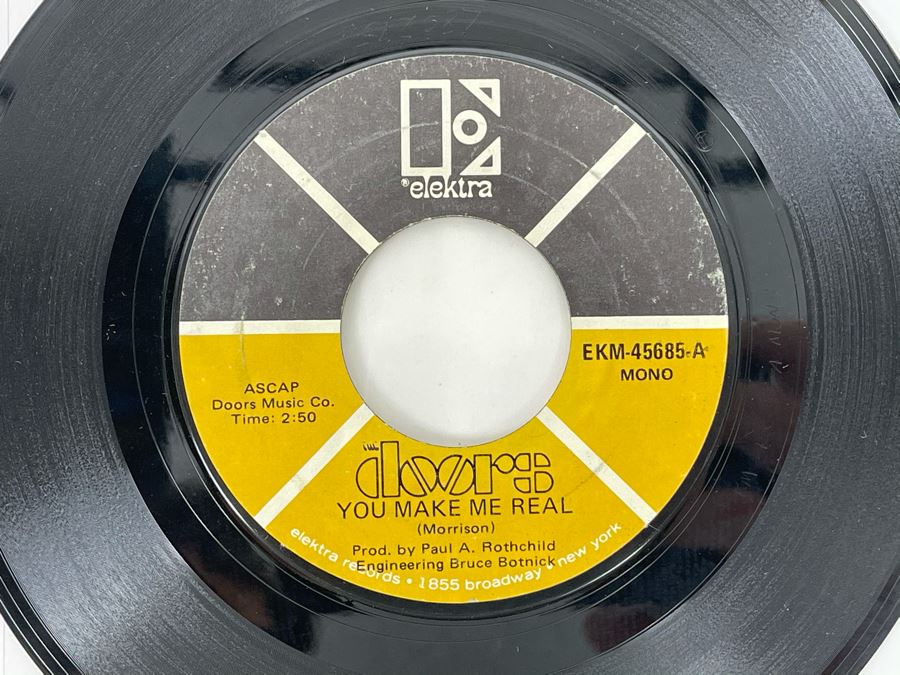 ®elektra
EKM-45685-A
MONO
ASCAP
Doors Music Co.
Time: 2:50
THE doors
YOU MAKE ME REAL
(Morrison)
Prod. by Paul A. Rothchild
Engineering Bruce Botnick
elektra records • 1855 broadway • new york